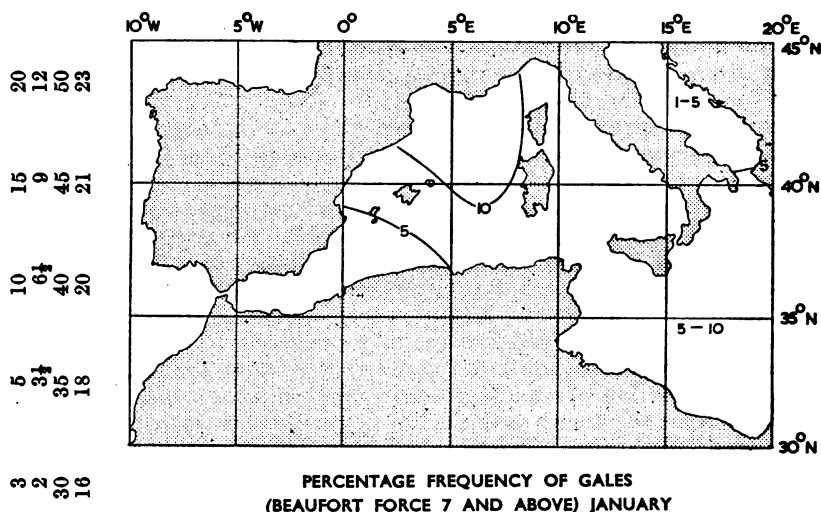 10°W 5°W 0° 5°E 10°E 15°E 20°E
45°N
1-5
5
40°N
10
5
5-10
35°N
30°N
PERCENTAGE FREQUENCY OF GALES
(BEAUFORT FORCE 7 AND ABOVE) JANUARY
3 5 10 15 20
2 3½ 6½ 9 12
30 35 40 45 50
16 18 20 21 23